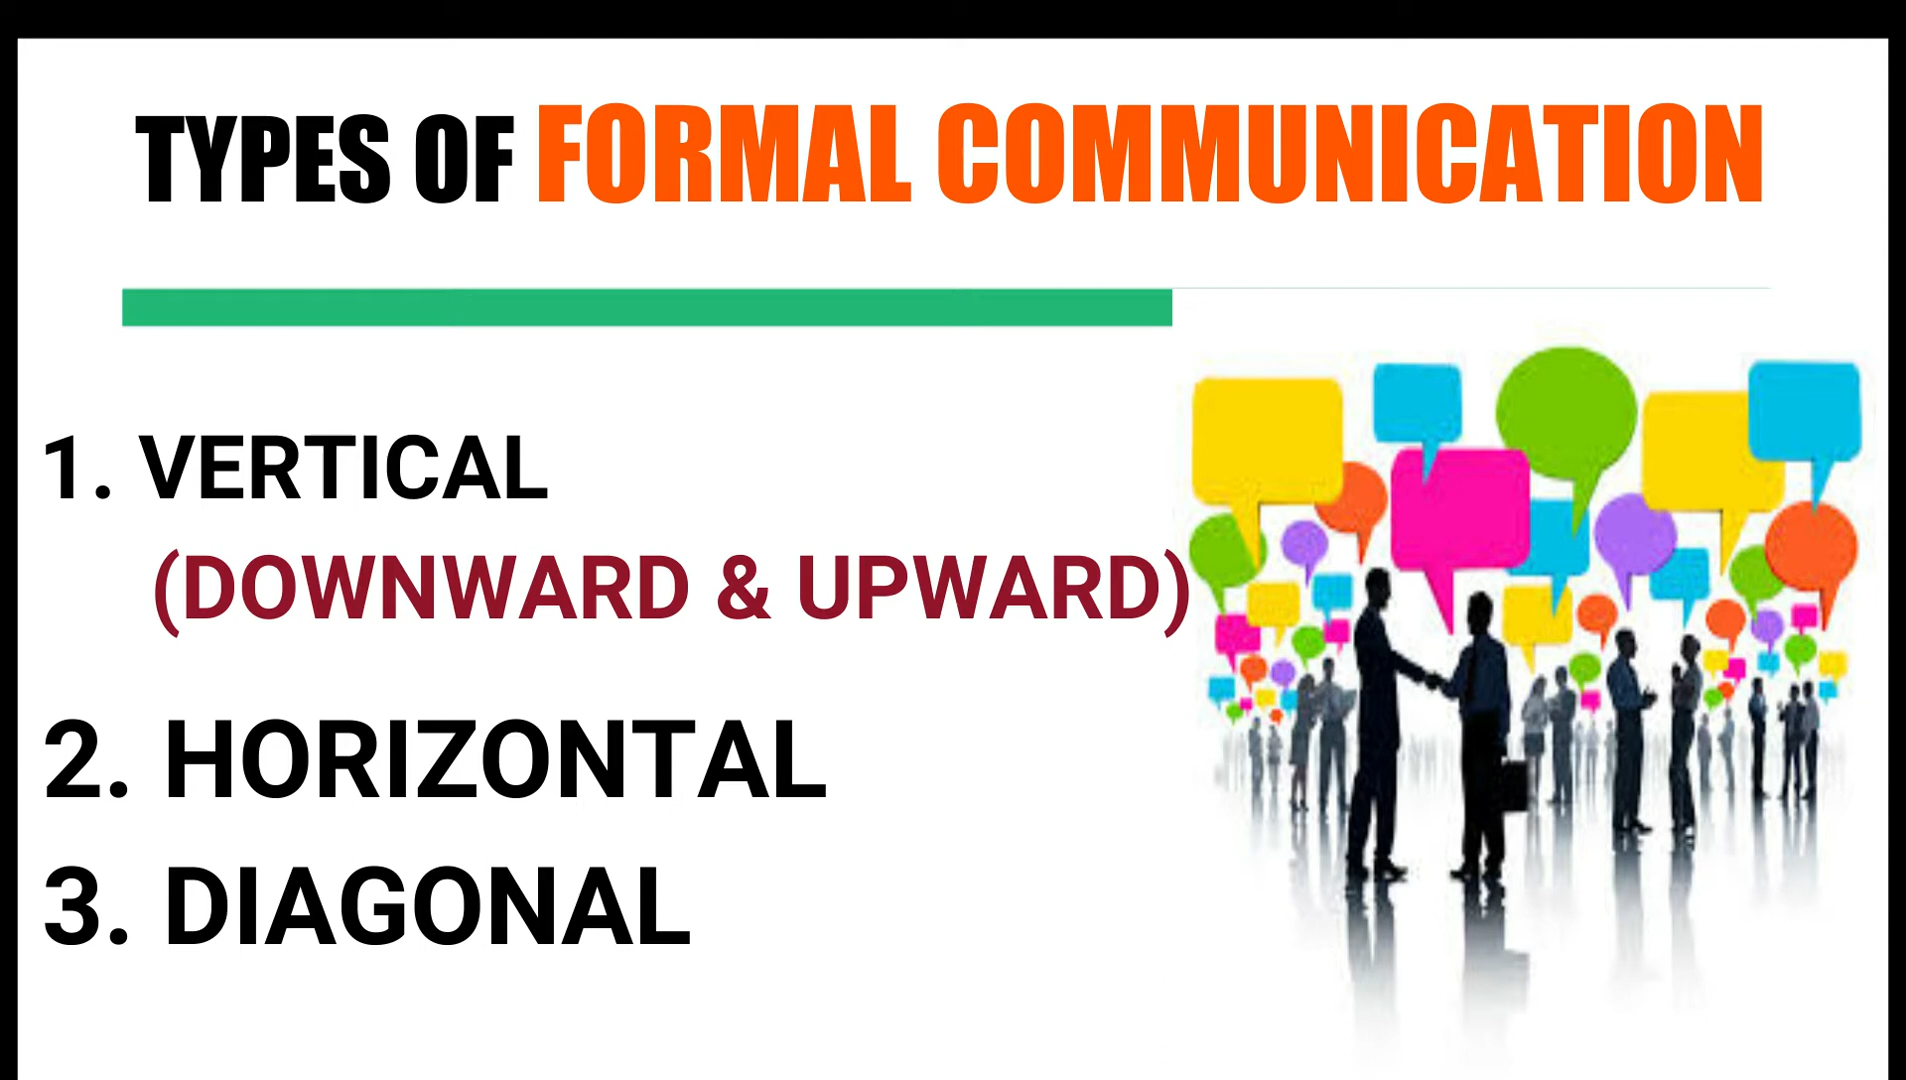 TYPES OF FORMAL COMMUNICATION
1. VERTICAL
(DOWNWARD & UPWARD)
2. HORIZONTAL
3. DIAGONAL